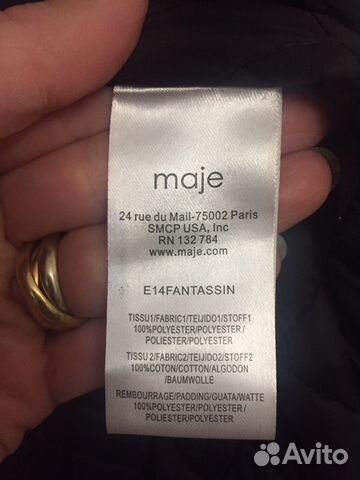 maje
24 rue du Mail-75002 Paris
SMCP USA, Inc
RN 132 784
www.maje.com
E14FANTASSIN
TISSU1/FABRIC1/TEIJIDO1/STOFF1
100%POLYESTER/POLYESTER/
POLIESTER/POLYESTER
TISSU 2/FABRIC2/TEIJIDO2/STOFF2
100%COTON/COTTON/ALGODON
/BAUMWOLLE
REMBOURRAGE/PADDING/GUATA/WATTE
100%POLYESTER/POLYESTER/
POLIESTER/POLYESTER
Avito